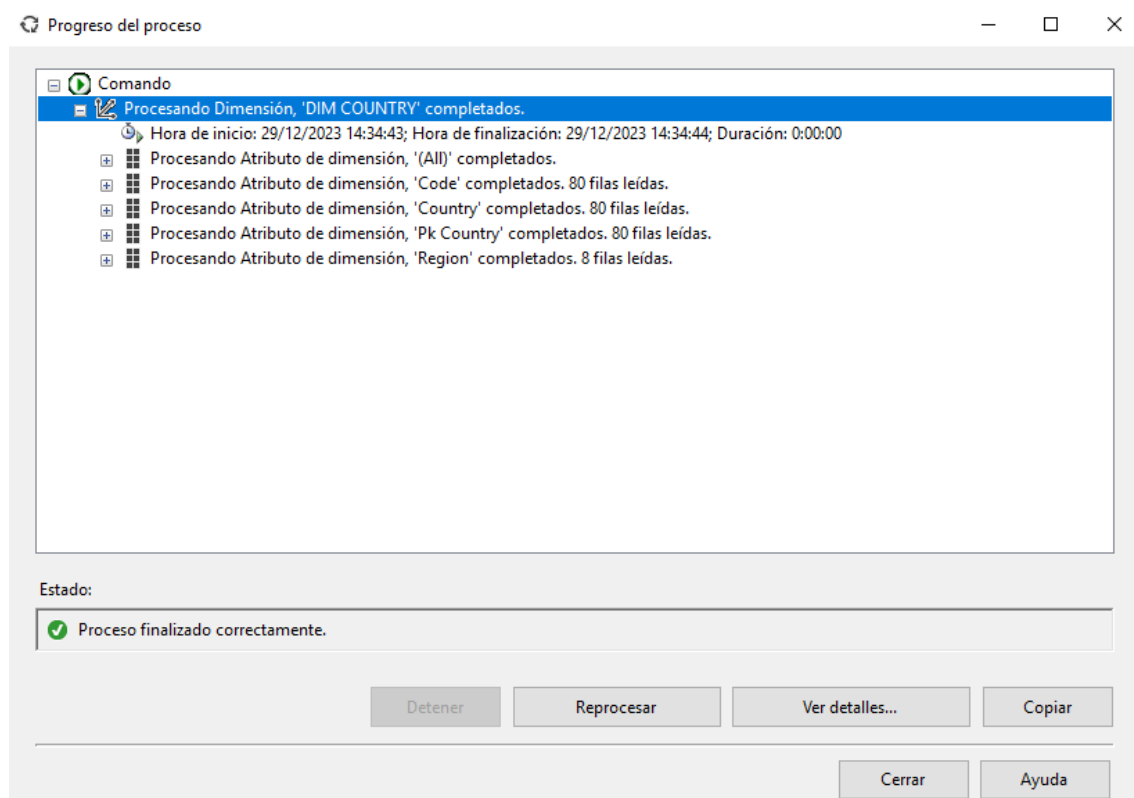 Progreso del proceso
Comando
Procesando Dimensión, 'DIM COUNTRY' completados.
Hora de inicio: 29/12/2023 14:34:43; Hora de finalización: 29/12/2023 14:34:44; Duración: 0:00:00
Procesando Atributo de dimensión, '(All)' completados.
Procesando Atributo de dimensión, 'Code' completados. 80 filas leídas.
Procesando Atributo de dimensión, 'Country' completados. 80 filas leídas.
Procesando Atributo de dimensión, 'Pk Country' completados. 80 filas leídas.
Procesando Atributo de dimensión, 'Region' completados. 8 filas leídas.
Estado:
Proceso finalizado correctamente.
Detener Reprocesar Ver detalles... Copiar
Cerrar Ayuda